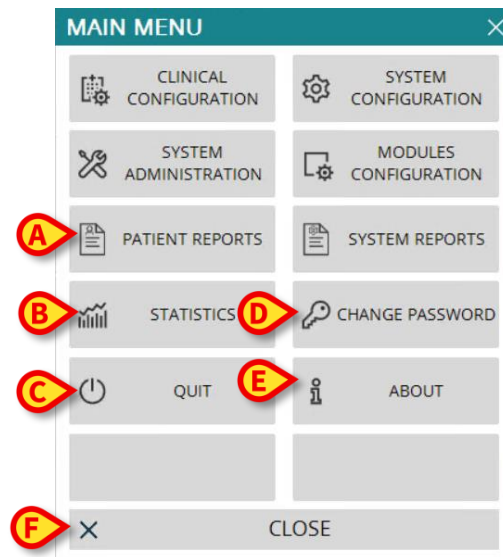 MAIN MENU
CLINICAL
CONFIGURATION
SYSTEM
CONFIGURATION
SYSTEM
ADMINISTRATION
MODULES
CONFIGURATION
A
PATIENT REPORTS
SYSTEM REPORTS
B
STATISTICS
D
CHANGE PASSWORD
C
QUIT
E
ABOUT
F
CLOSE